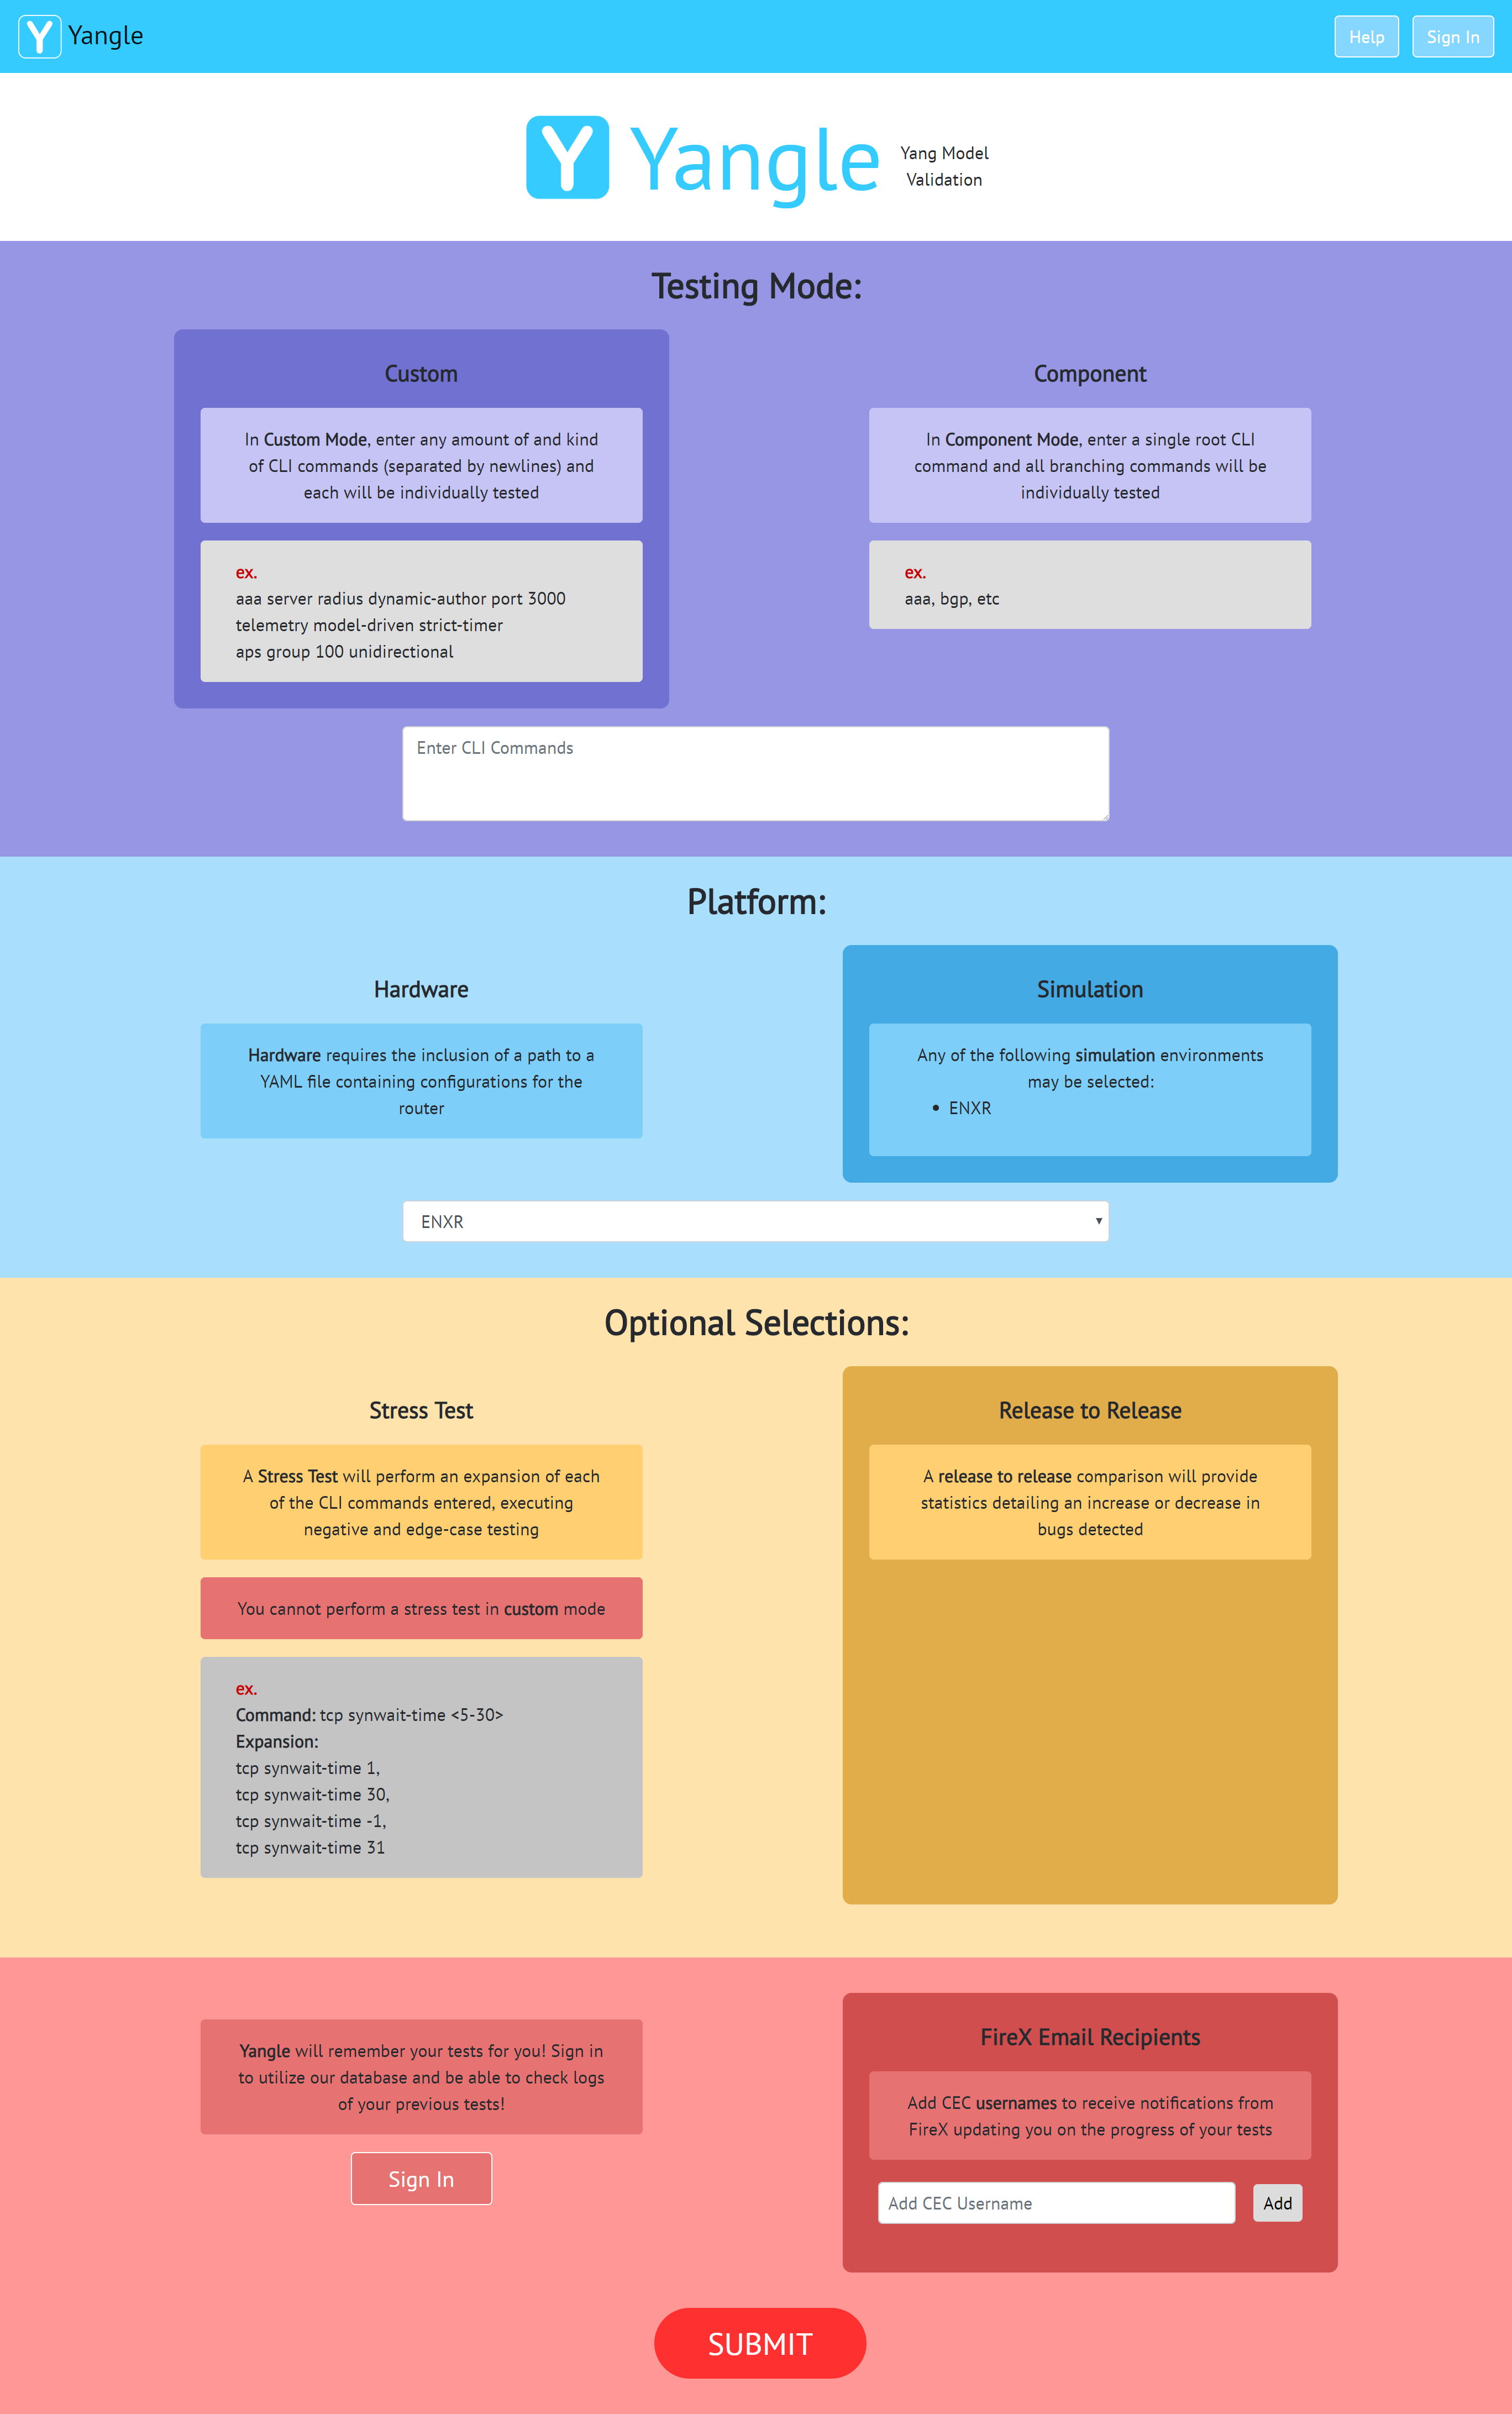 Y Yangle
Help
Sign In
Y Yangle
Yang Model
Validation
Testing Mode:
Custom
In Custom Mode, enter any amount of and kind
of CLI commands (separated by newlines) and
each will be individually tested
ex.
aaa server radius dynamic-author port 3000
telemetry model-driven strict-timer
aps group 100 unidirectional
Component
In Component Mode, enter a single root CLI
command and all branching commands will be
individually tested
ex.
aaa, bgp, etc
Enter CLI Commands
Platform:
Hardware
Hardware requires the inclusion of a path to a
YAML file containing configurations for the
router
Simulation
Any of the following simulation environments
may be selected:
• ENXR
ENXR
Optional Selections:
Stress Test
A Stress Test will perform an expansion of each
of the CLI commands entered, executing
negative and edge-case testing
You cannot perform a stress test in custom mode
ex.
Command: tcp synwait-time <5-30>
Expansion:
tcp synwait-time 1,
tcp synwait-time 30,
tcp synwait-time -1,
tcp synwait-time 31
Release to Release
A release to release comparison will provide
statistics detailing an increase or decrease in
bugs detected
Yangle will remember your tests for you! Sign in
to utilize our database and be able to check logs
of your previous tests!
Sign In
FireX Email Recipients
Add CEC usernames to receive notifications from
FireX updating you on the progress of your tests
Add CEC Username
Add
SUBMIT